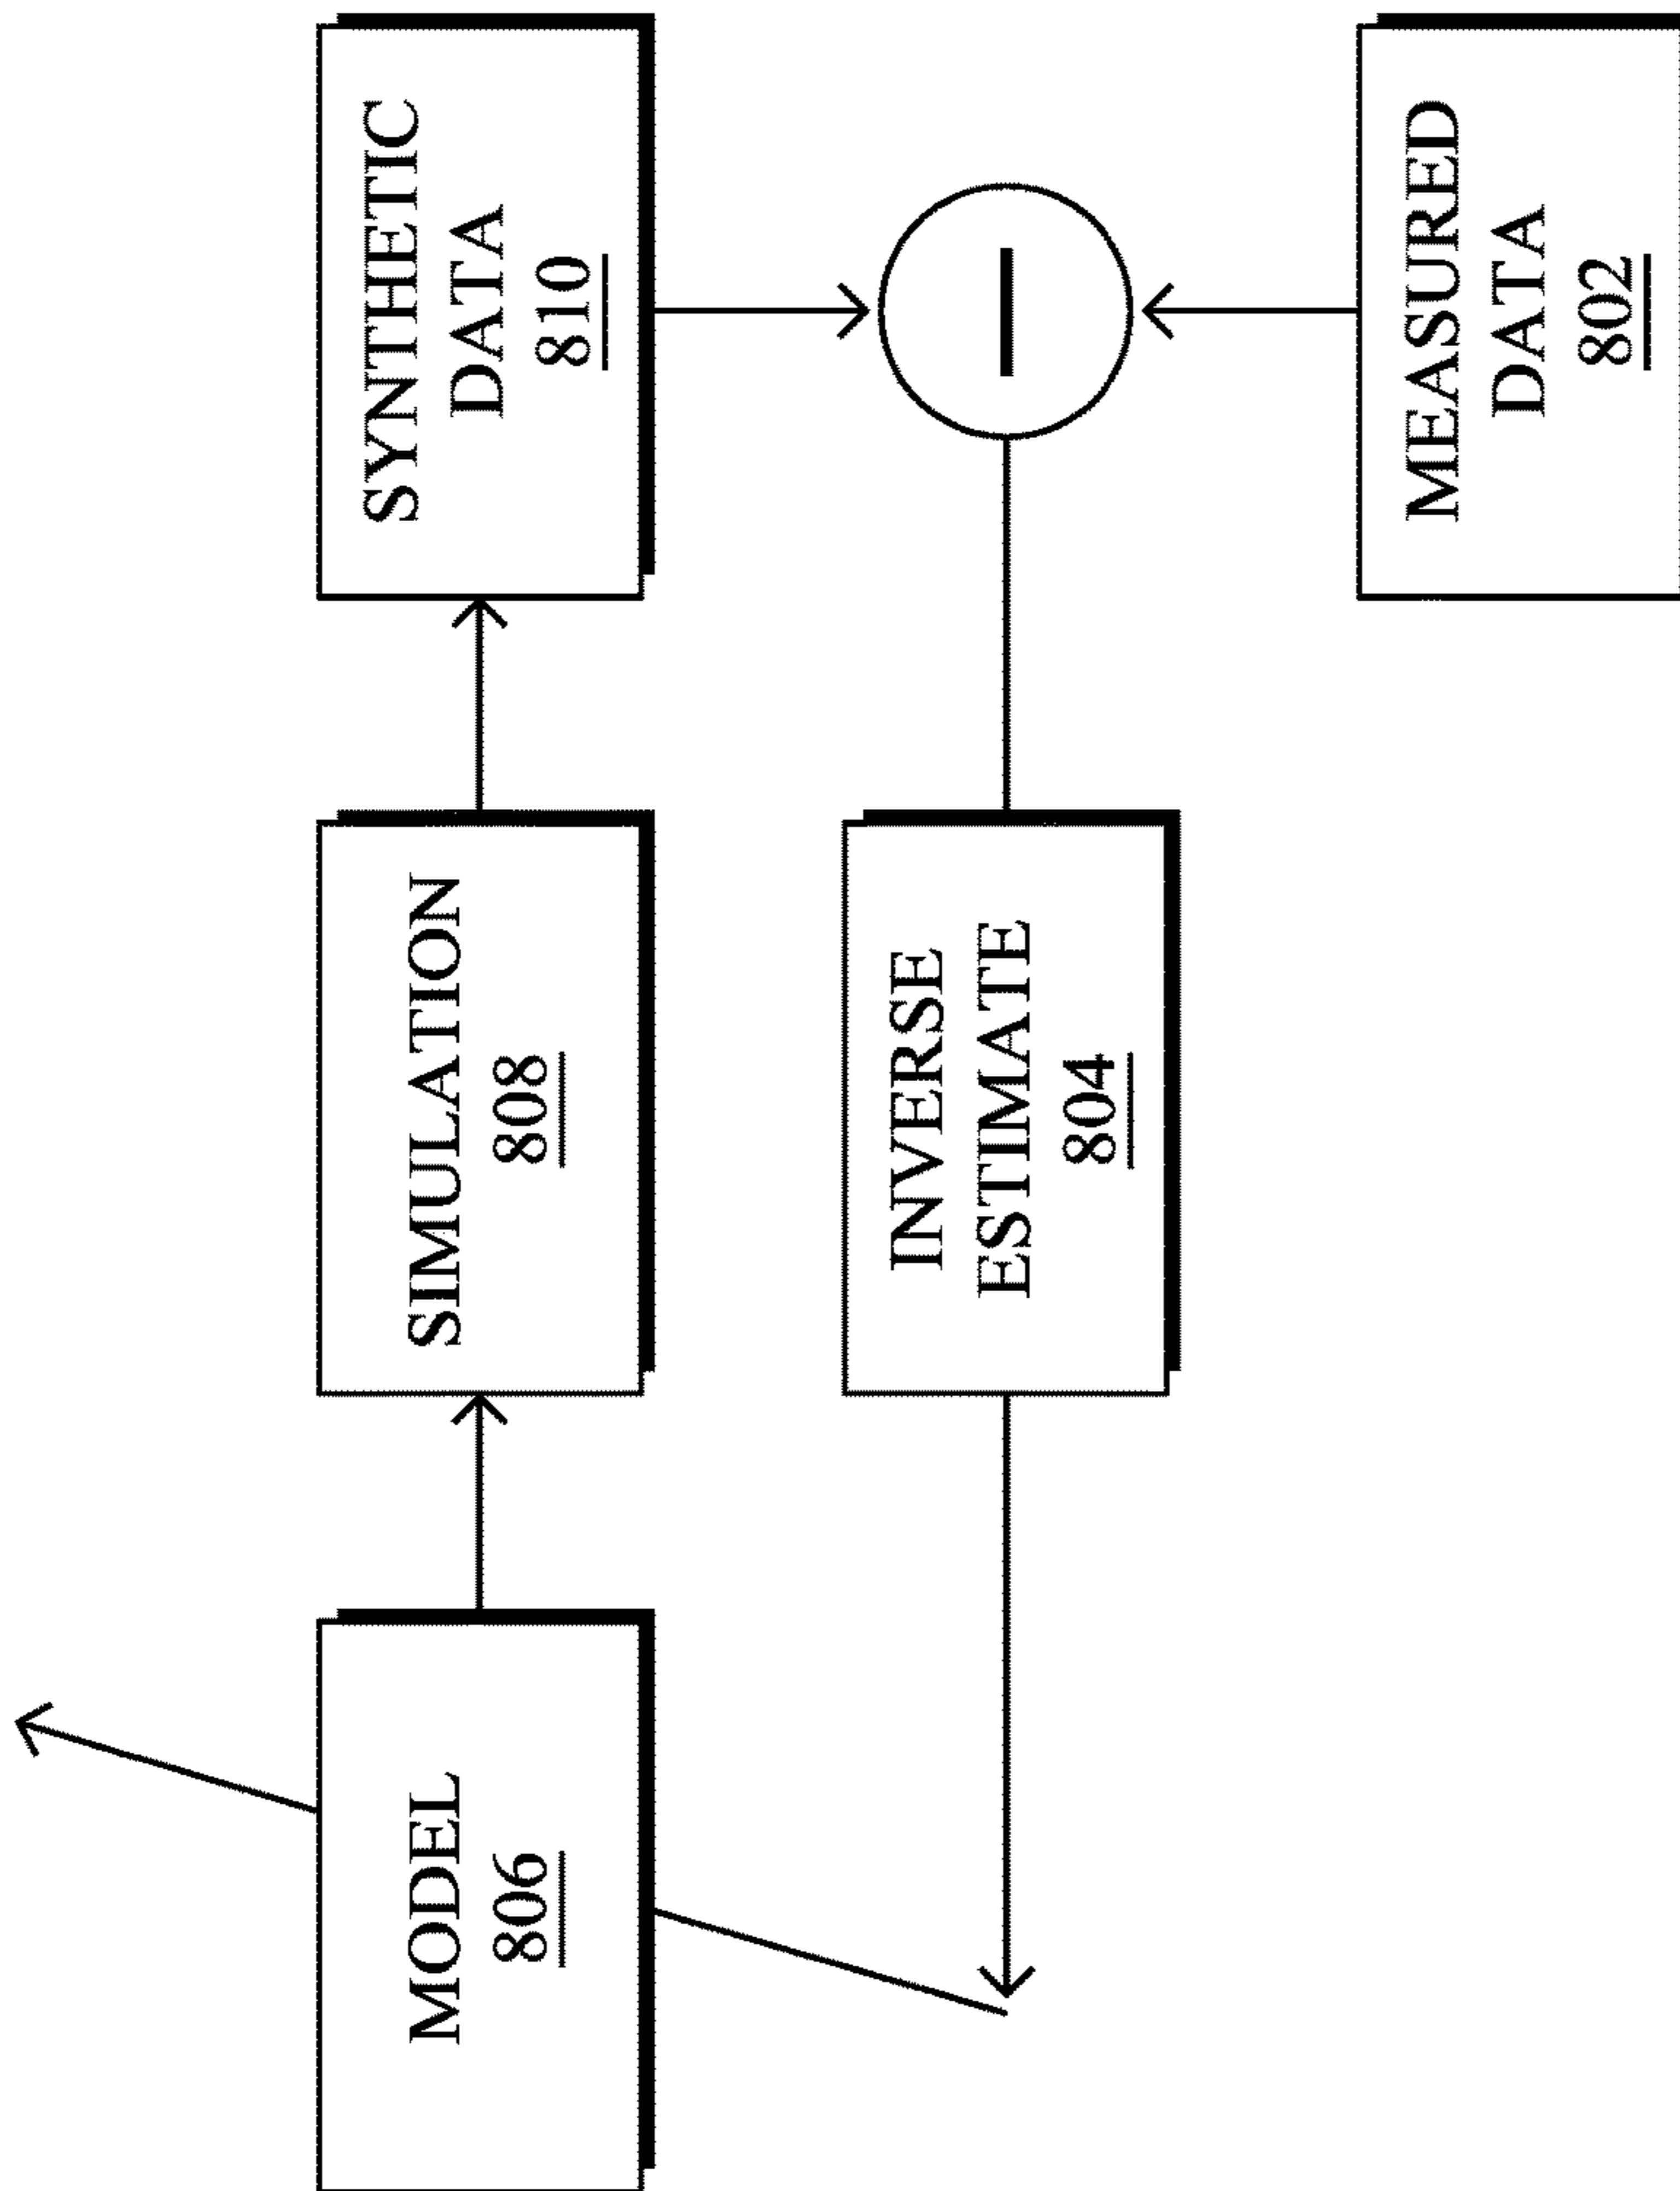 MODEL
806
SIMULATION
808
SYNTHETIC
DATA
810
INVERSE
ESTIMATE
804
MEASURED
DATA
802